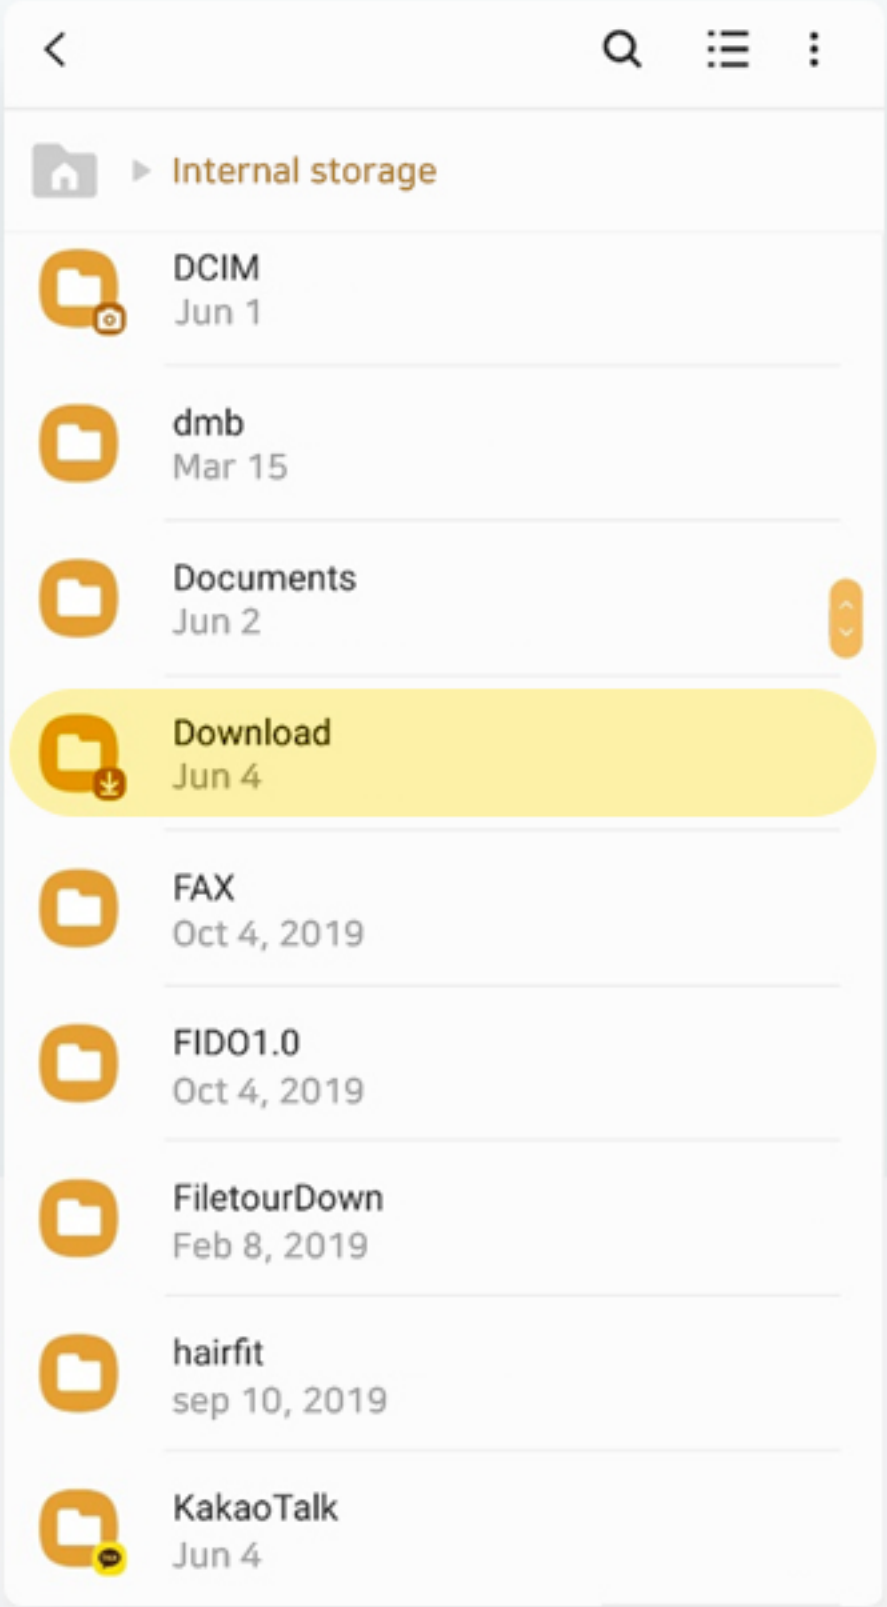 Internal storage
DCIM
Jun 1
dmb
Mar 15
Documents
Jun 2
Download
Jun 4
FAX
Oct 4, 2019
FIDO1.0
Oct 4, 2019
FiletourDown
Feb 8, 2019
hairfit
sep 10, 2019
KakaoTalk
Jun 4